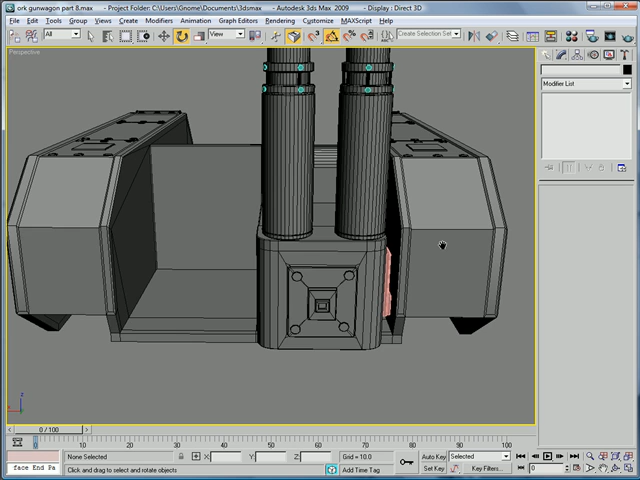 ork gunwagon part 8.max - Project Folder: C:\Users\Gnome\Documents\3dsmax - Autodesk 3ds Max 2009 - Display : Direct 3D
File Edit Tools Group Views Create Modifiers Animation Graph Editors Rendering Customize MAXScript Help
All View Create Selection Set
Perspective
Modifier List
z
0 / 100
0 10 20 30 40 50 60 70 80 90 100
None Selected X: Y: Z: Grid = 10.0 Auto Key Selected
face End Pa Click and drag to select and rotate objects Add Time Tag Set Key Key Filters... 0